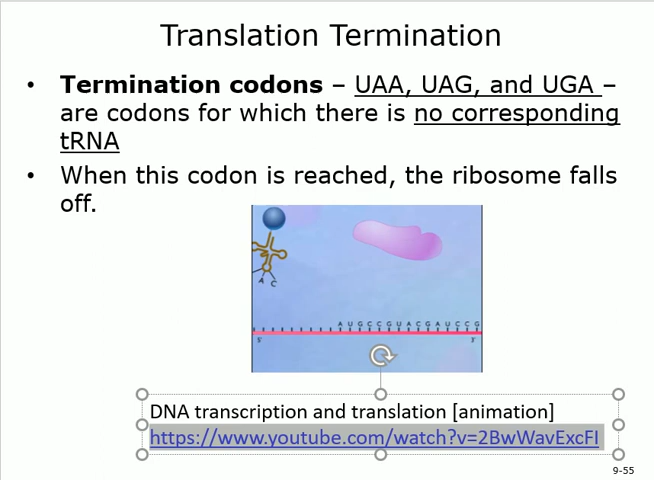 Translation Termination
• Termination codons – UAA, UAG, and UGA –
are codons for which there is no corresponding
tRNA
• When this codon is reached, the ribosome falls
off.
A C
A U G C C G U A C G A U C C G
5' 3'
DNA transcription and translation [animation]
https://www.youtube.com/watch?v=2BwWavExcFI
9-55